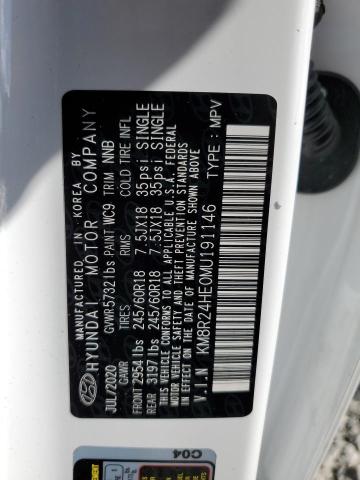 MANUFACTURED IN KOREA BY
HYUNDAI MOTOR COMPANY
JUL/2020 GVWR 5732 lbs PAINT WC9 TRIM NNB
GAWR TIRES RIMS COLD TIRE INFL
FRONT 2954 lbs 245/60R18 7.5JX18 35psi SINGLE
REAR 3197 lbs 245/60R18 7.5JX18 35psi SINGLE
THIS VEHICLE CONFORMS TO ALL APPLICABLE FEDERAL
MOTOR VEHICLE SAFETY, BUMPER AND THEFT PREVENTION STANDARDS
IN EFFECT ON THE DATE OF MANUFACTURE SHOWN ABOVE.
V.I.N KM8R24HE0MU191146 TYPE: MPV
C04